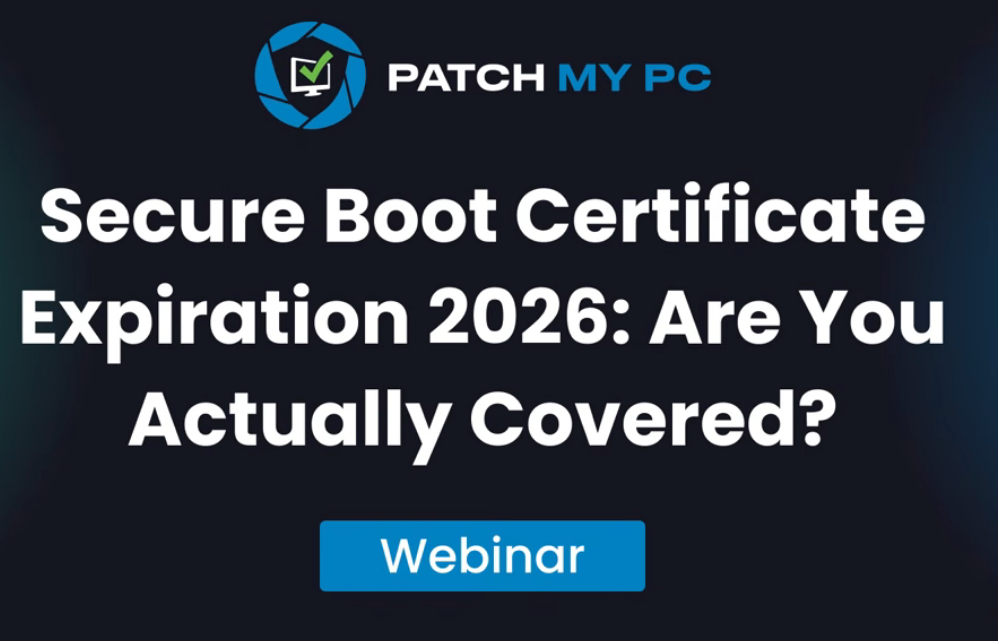 PATCH MY PC
Secure Boot Certificate
Expiration 2026: Are You
Actually Covered?
Webinar